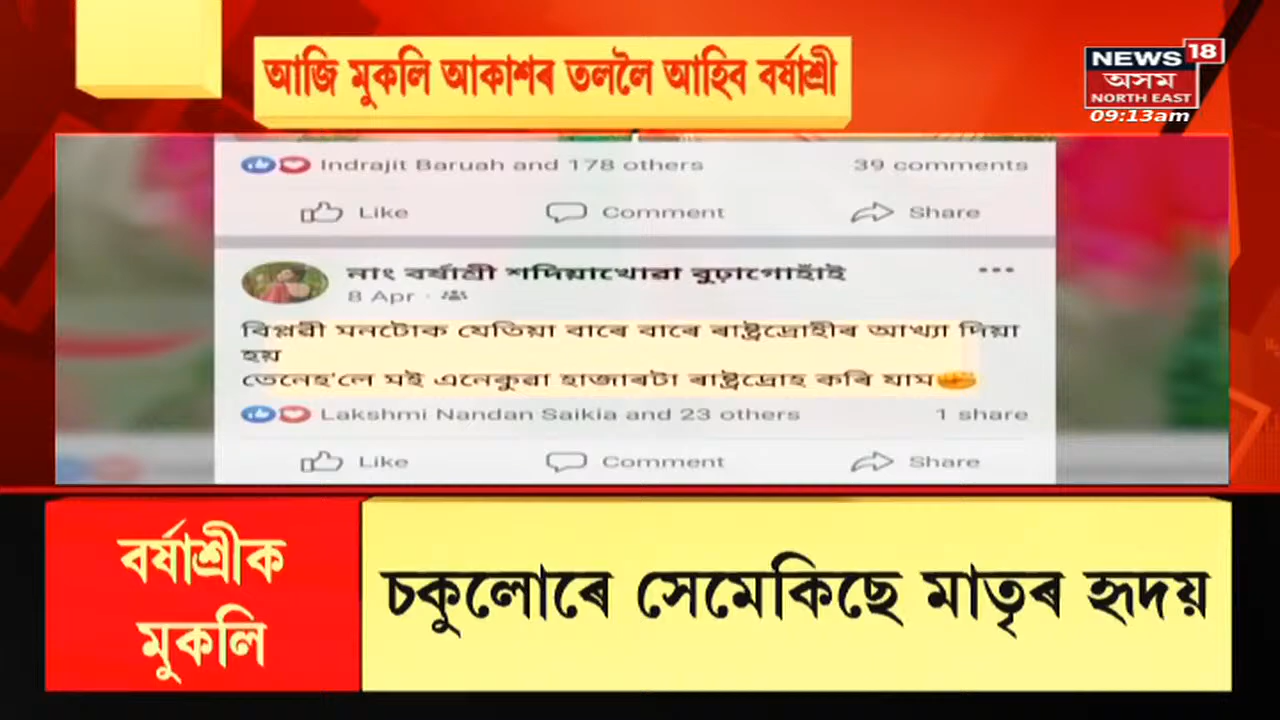 আজি মুকলি আকাশৰ তললৈ আহিব বৰ্ষাশ্ৰী
NEWS 18
অসম
NORTH EAST
09:13am
Indrajit Baruah and 178 others 39 comments
Like Comment Share
নাং বৰ্ষাশ্ৰী শদিয়াখোৱা বুঢ়াগোহাঁই
8 Apr ·
বিপ্লৱী মনটোক যেতিয়া বাৰে বাৰে ৰাষ্ট্ৰদ্ৰোহীৰ আখ্যা দিয়া
হয়
তেনেহ'লে মই এনেকুৱা হাজাৰটা ৰাষ্ট্ৰদ্ৰোহ কৰি যাম
Lakshmi Nandan Saikia and 23 others 1 share
Like Comment Share
বৰ্ষাশ্ৰীক
মুকলি
চকুলোৰে সেমেকিছে মাতৃৰ হৃদয়